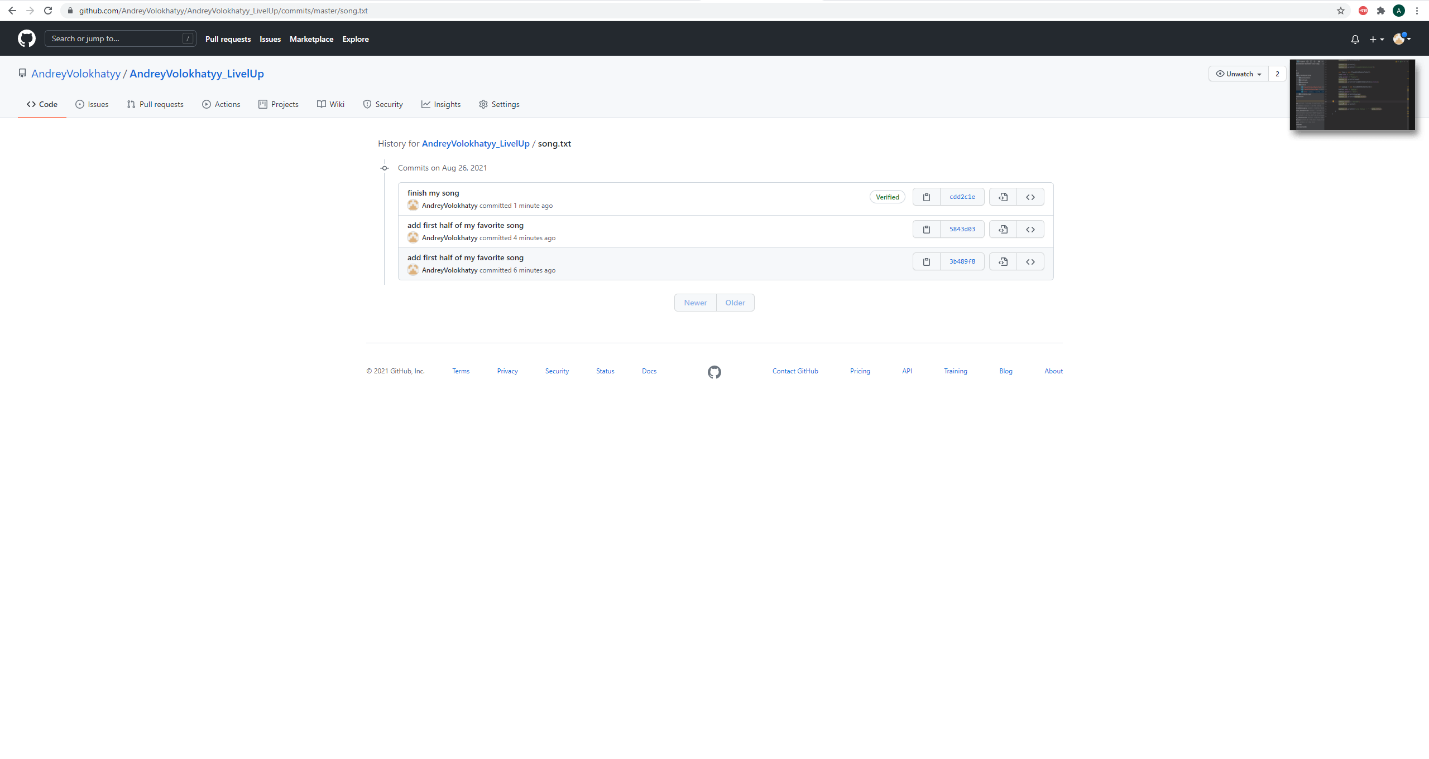 github.com/AndreyVolokhatyy/AndreyVolokhatyy_LivelUp/commits/master/song.txt
A
Search or jump to... /
Pull requests Issues Marketplace Explore
AndreyVolokhatyy / AndreyVolokhatyy_LivelUp
Unwatch 2
Code Issues Pull requests Actions Projects Wiki Security Insights Settings
History for AndreyVolokhatyy_LivelUp / song.txt
Commits on Aug 26, 2021
finish my song
AndreyVolokhatyy committed 1 minute ago
Verified cdd2c1e
add first half of my favorite song
AndreyVolokhatyy committed 4 minutes ago
5843d03
add first half of my favorite song
AndreyVolokhatyy committed 6 minutes ago
3b489f8
Newer Older
© 2021 GitHub, Inc. Terms Privacy Security Status Docs Contact GitHub Pricing API Training Blog About